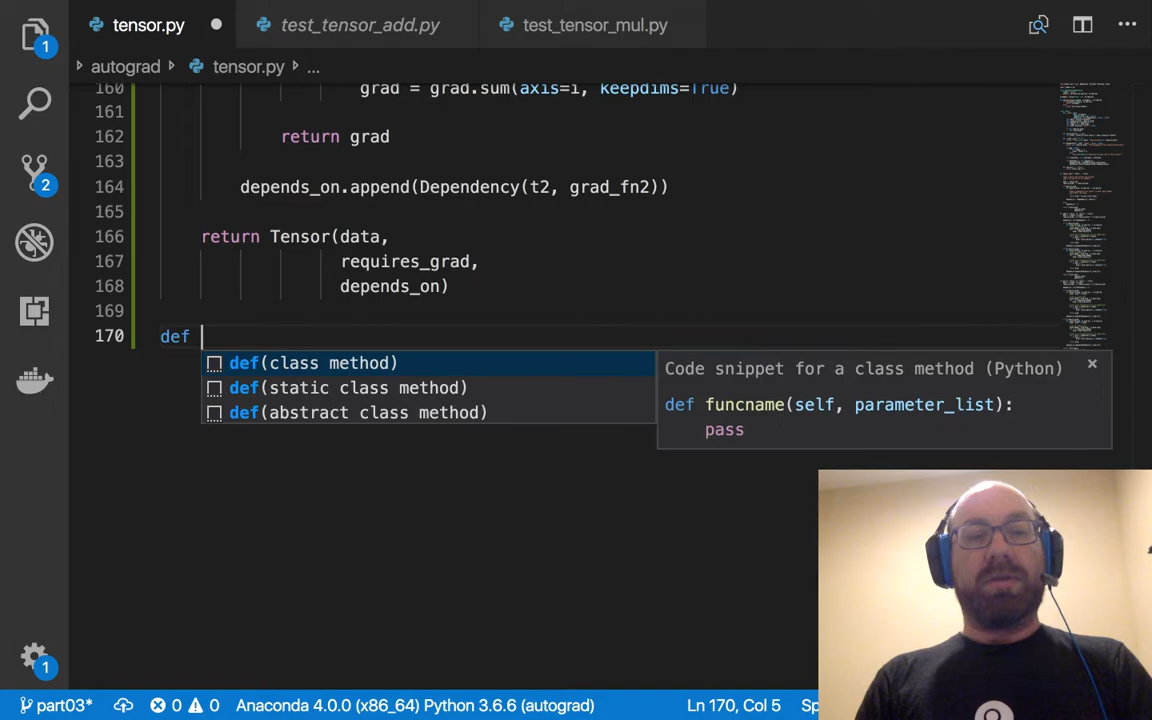 1
tensor.py
test_tensor_add.py
test_tensor_mul.py
autograd
tensor.py
...
160 grad = grad.sum(axis=i, keepdims=True)
161
162 return grad
163
164 depends_on.append(Dependency(t2, grad_fn2))
165
166 return Tensor(data,
167 requires_grad,
168 depends_on)
169
170 def
def(class method)
def(static class method)
def(abstract class method)
Code snippet for a class method (Python)
def funcname(self, parameter_list):
pass
2
1
part03* 0 0 Anaconda 4.0.0 (x86_64) Python 3.6.6 (autograd) Ln 170, Col 5 Sp